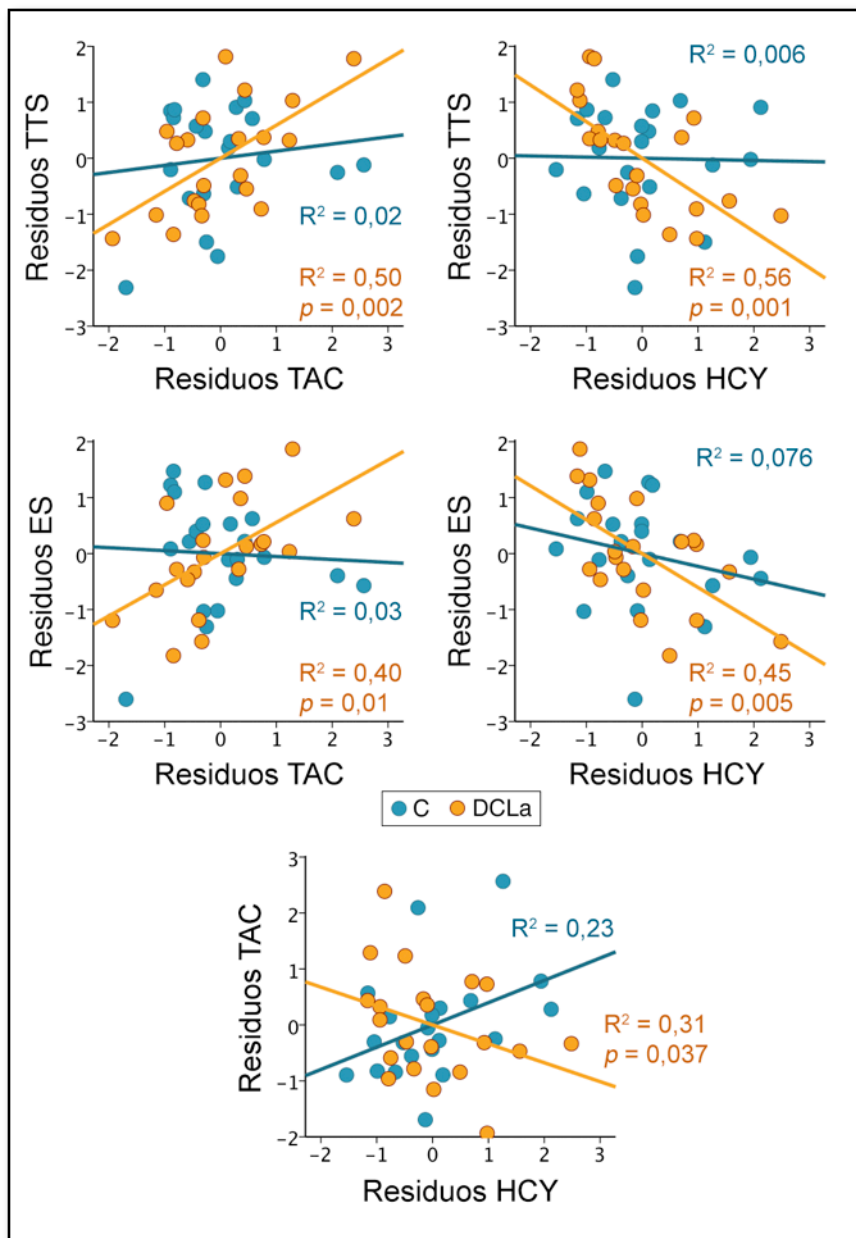 2
1
0
−1
−2
−3
Residuos TTS
R² = 0,02
R² = 0,50
p = 0,002
−2 −1 0 1 2 3
Residuos TAC
2
1
0
−1
−2
−3
Residuos TTS
R² = 0,006
R² = 0,56
p = 0,001
−2 −1 0 1 2 3
Residuos HCY
2
1
0
−1
−2
−3
Residuos ES
R² = 0,03
R² = 0,40
p = 0,01
−2 −1 0 1 2 3
Residuos TAC
2
1
0
−1
−2
−3
Residuos ES
R² = 0,076
R² = 0,45
p = 0,005
−2 −1 0 1 2 3
Residuos HCY
C DCLa
3
2
1
0
−1
−2
Residuos TAC
R² = 0,23
R² = 0,31
p = 0,037
−2 −1 0 1 2 3
Residuos HCY